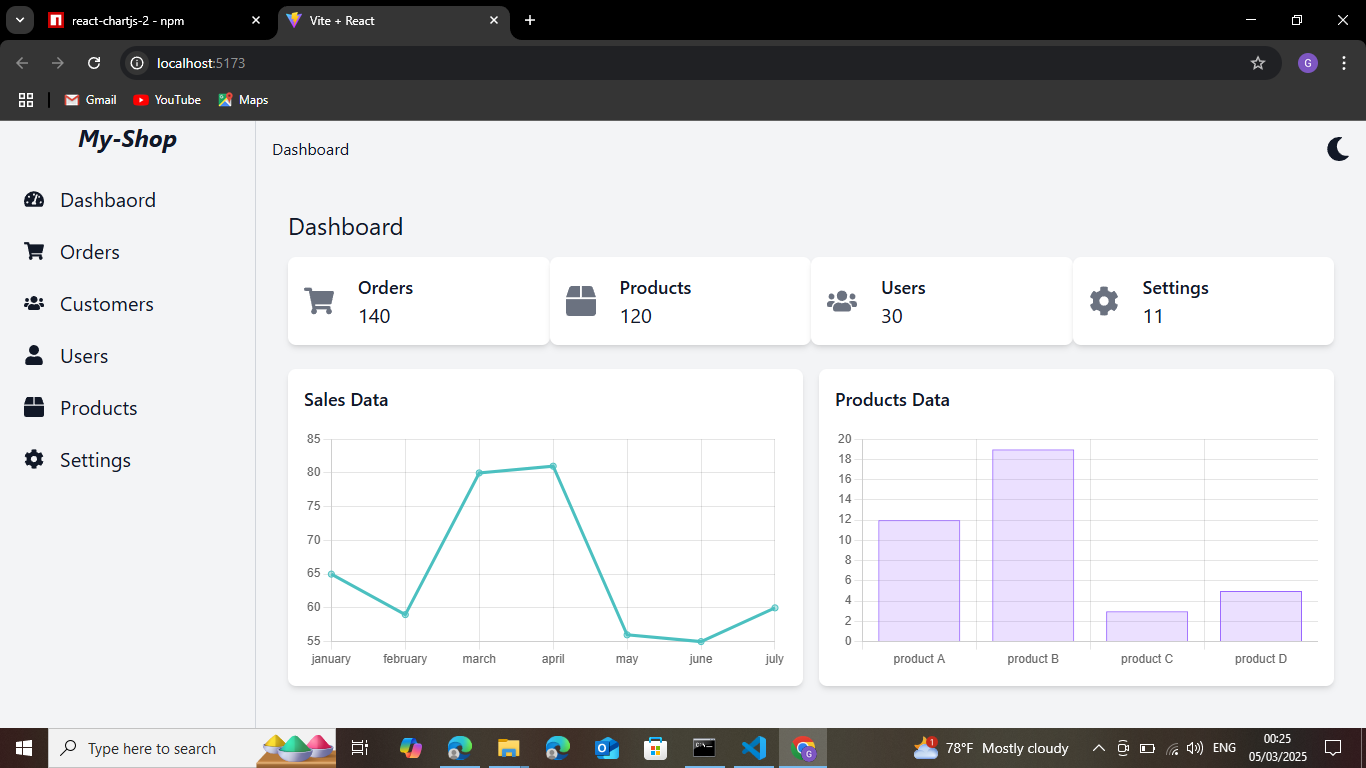 react-chartjs-2 - npm
Vite + React
localhost:5173
G
Gmail
YouTube
Maps
My-Shop
Dashboard
Dashbaord
Orders
Customers
Users
Products
Settings
Dashboard
Orders
140
Products
120
Users
30
Settings
11
Sales Data
85
80
75
70
65
60
55
january
february
march
april
may
june
july
Products Data
20
18
16
14
12
10
8
6
4
2
0
product A
product B
product C
product D
Type here to search
G
1
78°F Mostly cloudy
ENG
00:25
05/03/2025